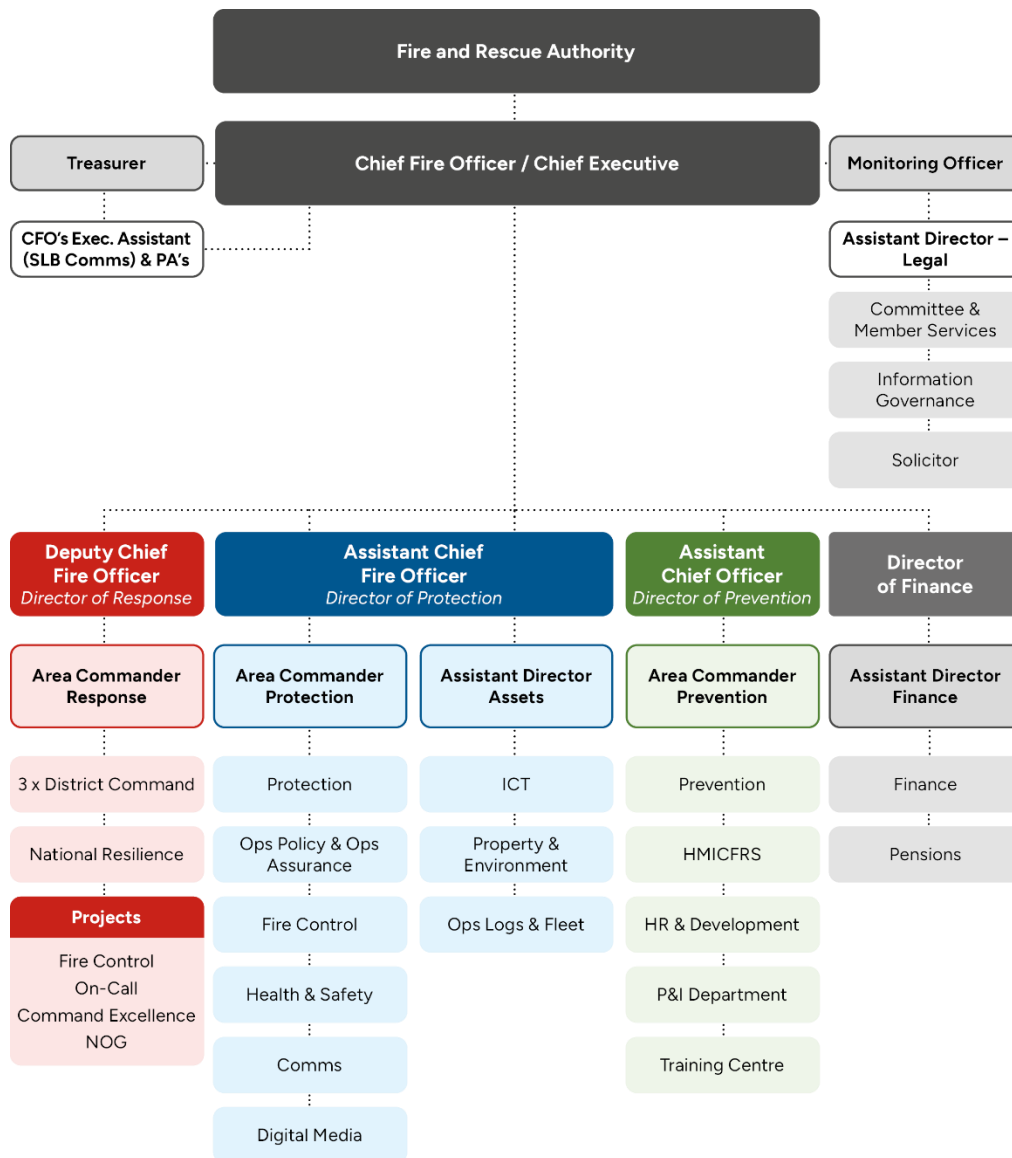 Fire and Rescue Authority
Treasurer
Chief Fire Officer / Chief Executive
Monitoring Officer
CFO's Exec. Assistant
(SLB Comms) & PA's
Assistant Director –
Legal
Committee &
Member Services
Information
Governance
Solicitor
Deputy Chief
Fire Officer
Director of Response
Assistant Chief
Fire Officer
Director of Protection
Assistant
Chief Officer
Director of Prevention
Director
of Finance
Area Commander
Response
Area Commander
Protection
Assistant Director
Assets
Area Commander
Prevention
Assistant Director
Finance
3 x District Command
National Resilience
Projects
Fire Control
On-Call
Command Excellence
NOG
Protection
Ops Policy & Ops
Assurance
Fire Control
Health & Safety
Comms
Digital Media
ICT
Property &
Environment
Ops Logs & Fleet
Prevention
HMICFRS
HR & Development
P&I Department
Training Centre
Finance
Pensions